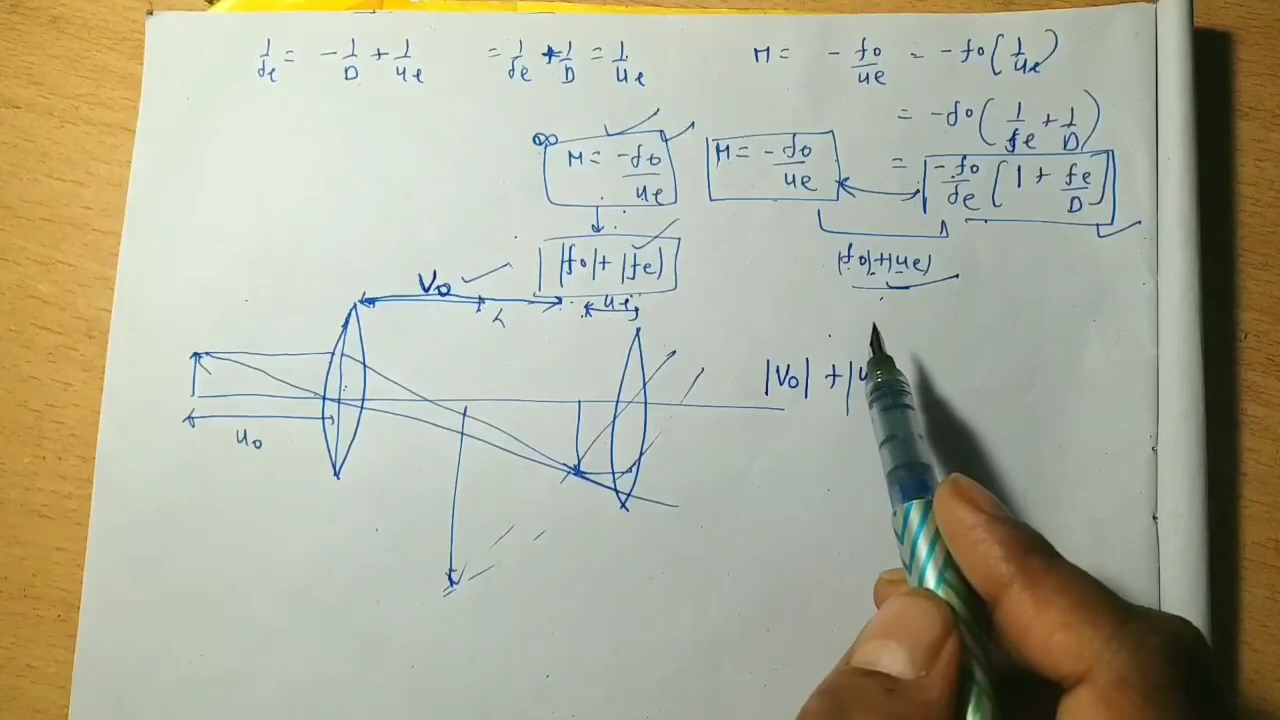 1/fe = - 1/D + 1/ue = 1/fe + 1/D = 1/ue
M = - fo/ue = - fo (1/ue)
= - fo (1/fe + 1/D)
∞ M = - fo/ue
M = - fo/ue
= - fo/fe [1 + fe/D]
|fo| + |fe)
|fo| + |ue)
Vo
L
ue
|Vo| + |u
uo